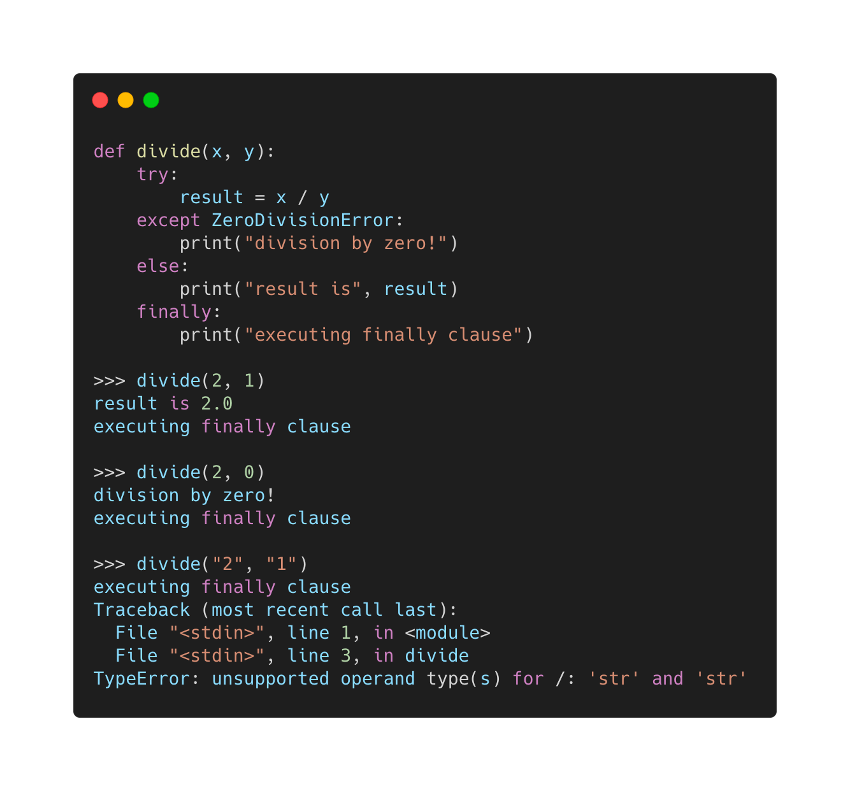 def divide(x, y):
    try:
        result = x / y
    except ZeroDivisionError:
        print("division by zero!")
    else:
        print("result is", result)
    finally:
        print("executing finally clause")

>>> divide(2, 1)
result is 2.0
executing finally clause

>>> divide(2, 0)
division by zero!
executing finally clause

>>> divide("2", "1")
executing finally clause
Traceback (most recent call last):
  File "<stdin>", line 1, in <module>
  File "<stdin>", line 3, in divide
TypeError: unsupported operand type(s) for /: 'str' and 'str'